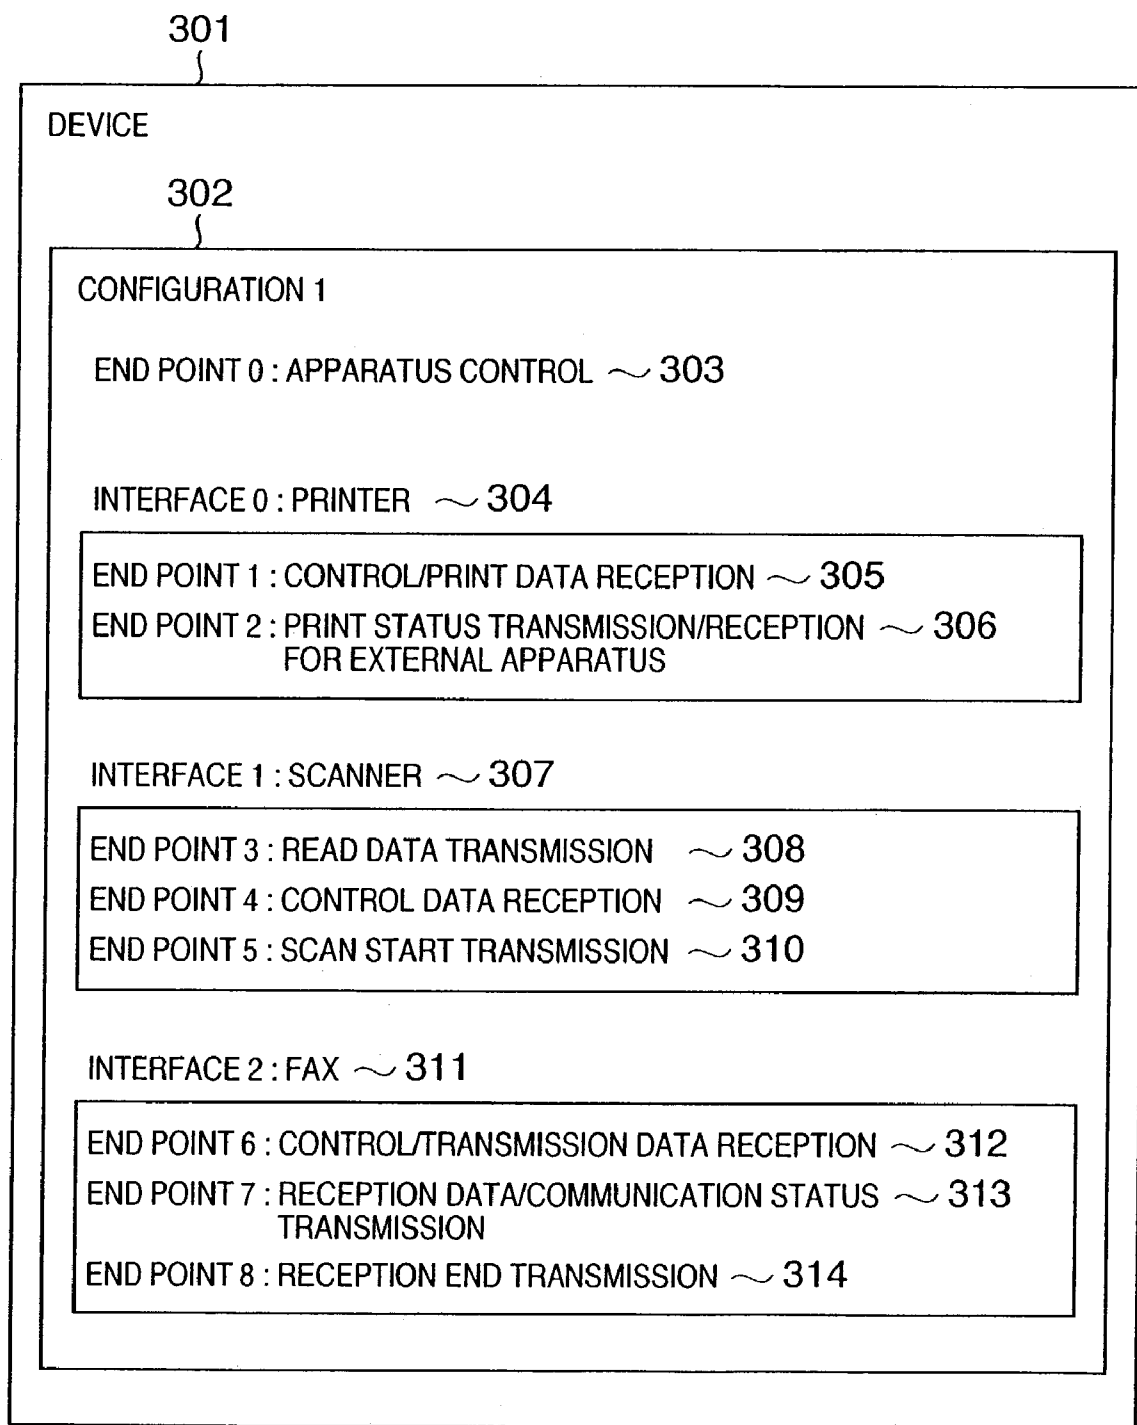 301
DEVICE
302
CONFIGURATION 1
END POINT 0 : APPARATUS CONTROL 303
INTERFACE 0 : PRINTER 304
END POINT 1 : CONTROL/PRINT DATA RECEPTION 305
END POINT 2 : PRINT STATUS TRANSMISSION/RECEPTION 306
FOR EXTERNAL APPARATUS
INTERFACE 1 : SCANNER 307
END POINT 3 : READ DATA TRANSMISSION 308
END POINT 4 : CONTROL DATA RECEPTION 309
END POINT 5 : SCAN START TRANSMISSION 310
INTERFACE 2 : FAX 311
END POINT 6 : CONTROL/TRANSMISSION DATA RECEPTION 312
END POINT 7 : RECEPTION DATA/COMMUNICATION STATUS 313
TRANSMISSION
END POINT 8 : RECEPTION END TRANSMISSION 314